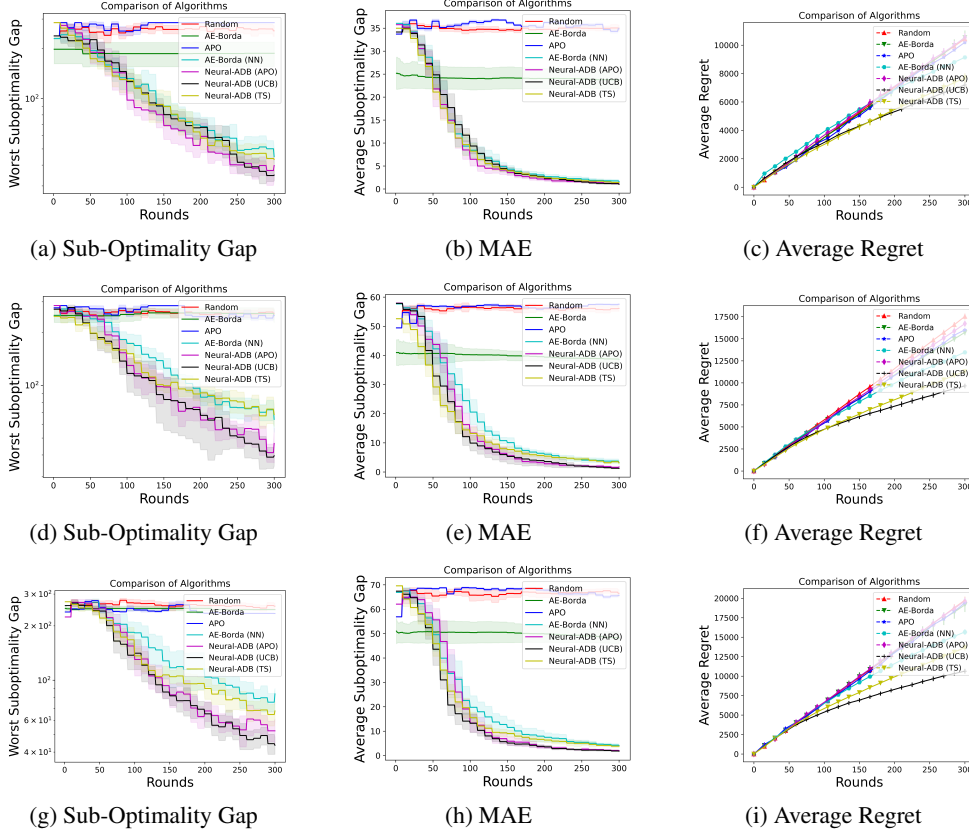 Comparison of Algorithms
Worst Suboptimality Gap
10²
Random
AE-Borda
APO
AE-Borda (NN)
Neural-ADB (APO)
Neural-ADB (UCB)
Neural-ADB (TS)
0 50 100 150 200 250 300
Rounds
(a) Sub-Optimality Gap
Comparison of Algorithms
Average Suboptimality Gap
35
30
25
20
15
10
5
0
Random
AE-Borda
APO
AE-Borda (NN)
Neural-ADB (APO)
Neural-ADB (UCB)
Neural-ADB (TS)
0 50 100 150 200 250 300
Rounds
(b) MAE
Comparison of Algorithms
Average Regret
10000
8000
6000
4000
2000
0
Random
AE-Borda
APO
AE-Borda (NN)
Neural-ADB (APO)
Neural-ADB (UCB)
Neural-ADB (TS)
0 50 100 150 200 250 300
Rounds
(c) Average Regret
Comparison of Algorithms
Worst Suboptimality Gap
10²
Random
AE-Borda
APO
AE-Borda (NN)
Neural-ADB (APO)
Neural-ADB (UCB)
Neural-ADB (TS)
0 50 100 150 200 250 300
Rounds
(d) Sub-Optimality Gap
Comparison of Algorithms
Average Suboptimality Gap
60
50
40
30
20
10
0
Random
AE-Borda
APO
AE-Borda (NN)
Neural-ADB (APO)
Neural-ADB (UCB)
Neural-ADB (TS)
0 50 100 150 200 250 300
Rounds
(e) MAE
Comparison of Algorithms
Average Regret
17500
15000
12500
10000
7500
5000
2500
0
Random
AE-Borda
APO
AE-Borda (NN)
Neural-ADB (APO)
Neural-ADB (UCB)
Neural-ADB (TS)
0 50 100 150 200 250 300
Rounds
(f) Average Regret
Comparison of Algorithms
Worst Suboptimality Gap
3 × 10²
2 × 10²
10²
6 × 10¹
4 × 10¹
Random
AE-Borda
APO
AE-Borda (NN)
Neural-ADB (APO)
Neural-ADB (UCB)
Neural-ADB (TS)
0 50 100 150 200 250 300
Rounds
(g) Sub-Optimality Gap
Comparison of Algorithms
Average Suboptimality Gap
70
60
50
40
30
20
10
0
Random
AE-Borda
APO
AE-Borda (NN)
Neural-ADB (APO)
Neural-ADB (UCB)
Neural-ADB (TS)
0 50 100 150 200 250 300
Rounds
(h) MAE
Comparison of Algorithms
Average Regret
20000
17500
15000
12500
10000
7500
5000
2500
0
Random
AE-Borda
APO
AE-Borda (NN)
Neural-ADB (APO)
Neural-ADB (UCB)
Neural-ADB (TS)
0 50 100 150 200 250 300
Rounds
(i) Average Regret